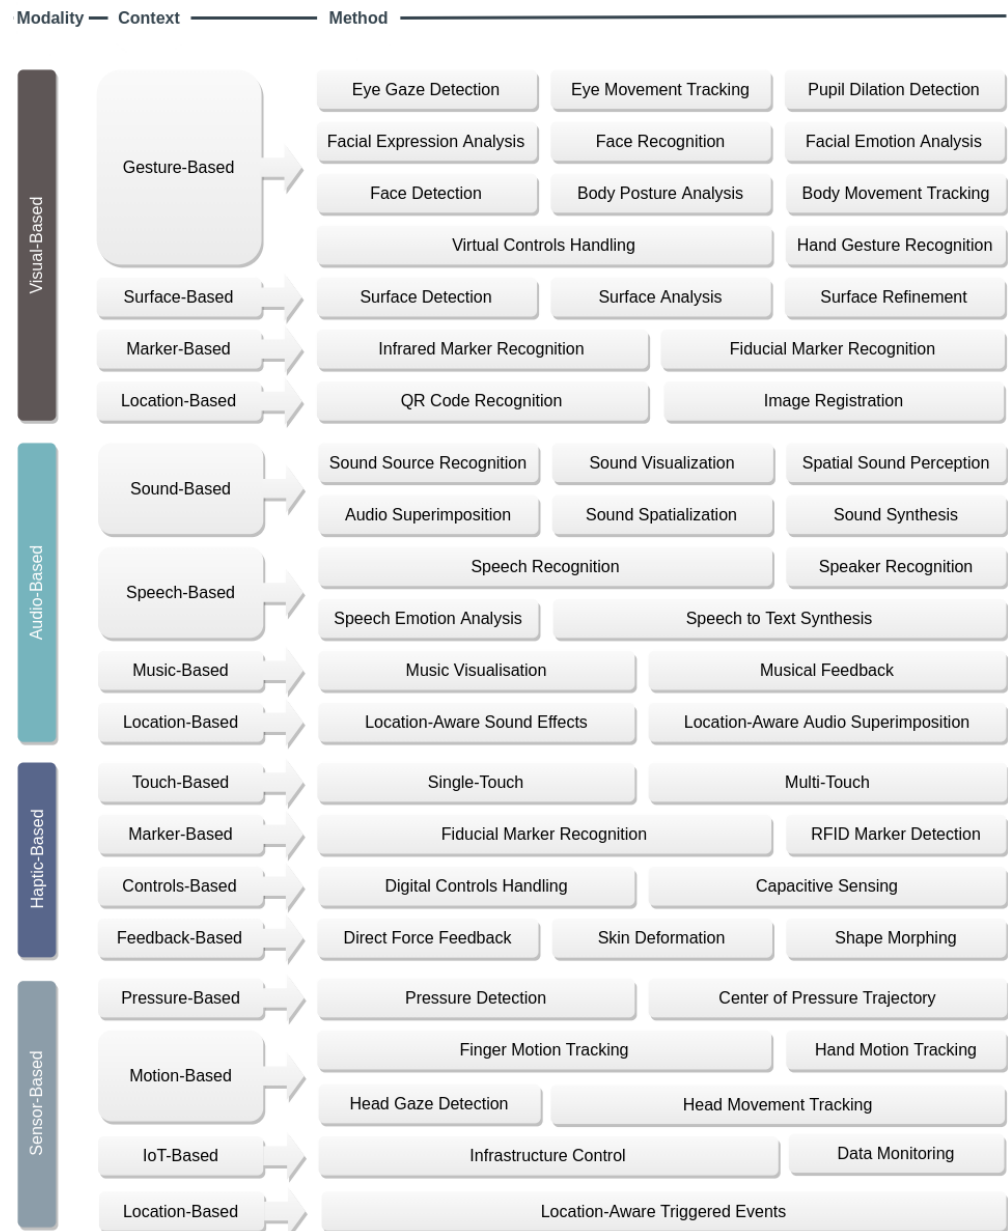 Modality Context Method
Visual-Based
Gesture-Based
Eye Gaze Detection Eye Movement Tracking Pupil Dilation Detection
Facial Expression Analysis Face Recognition Facial Emotion Analysis
Face Detection Body Posture Analysis Body Movement Tracking
Virtual Controls Handling Hand Gesture Recognition
Surface-Based Surface Detection Surface Analysis Surface Refinement
Marker-Based Infrared Marker Recognition Fiducial Marker Recognition
Location-Based QR Code Recognition Image Registration
Audio-Based
Sound-Based
Sound Source Recognition Sound Visualization Spatial Sound Perception
Audio Superimposition Sound Spatialization Sound Synthesis
Speech-Based
Speech Recognition Speaker Recognition
Speech Emotion Analysis Speech to Text Synthesis
Music-Based Music Visualisation Musical Feedback
Location-Based Location-Aware Sound Effects Location-Aware Audio Superimposition
Haptic-Based
Touch-Based Single-Touch Multi-Touch
Marker-Based Fiducial Marker Recognition RFID Marker Detection
Controls-Based Digital Controls Handling Capacitive Sensing
Feedback-Based Direct Force Feedback Skin Deformation Shape Morphing
Sensor-Based
Pressure-Based Pressure Detection Center of Pressure Trajectory
Motion-Based
Finger Motion Tracking Hand Motion Tracking
Head Gaze Detection Head Movement Tracking
IoT-Based Infrastructure Control Data Monitoring
Location-Based Location-Aware Triggered Events